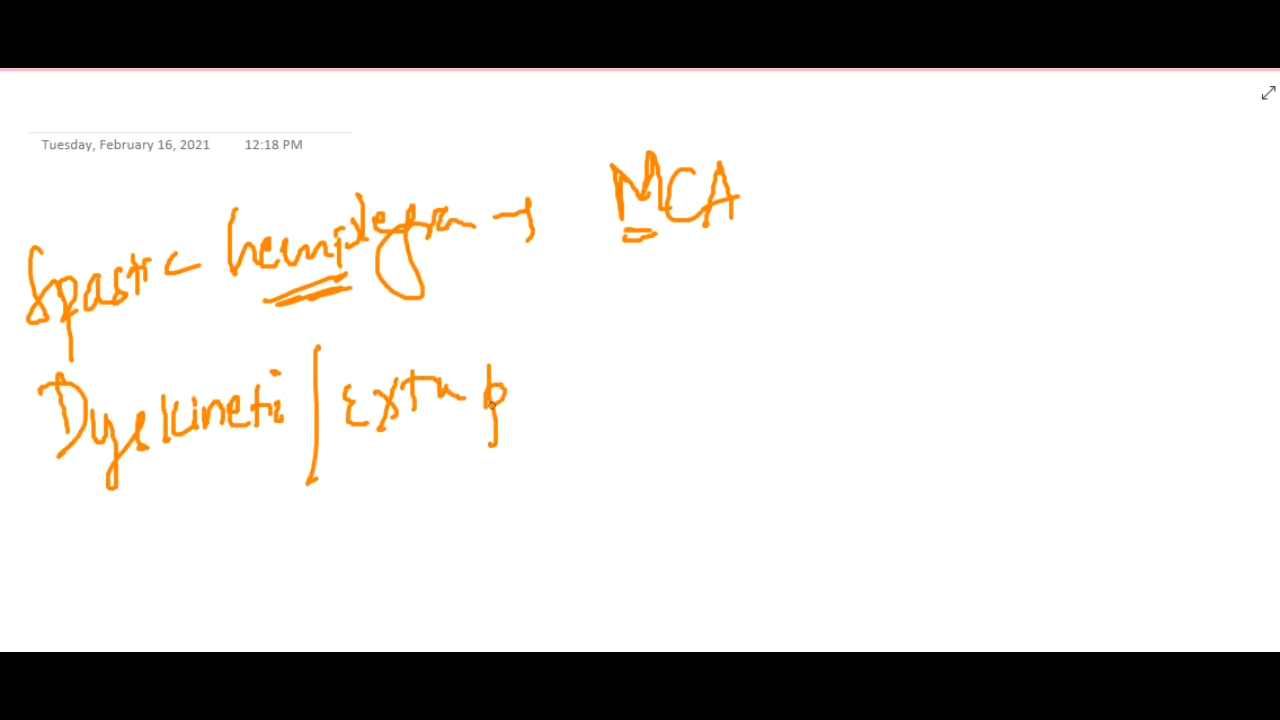 Tuesday, February 16, 2021 12:18 PM
Spastic hemiplegia → MCA
Dyskinetic / Extra p